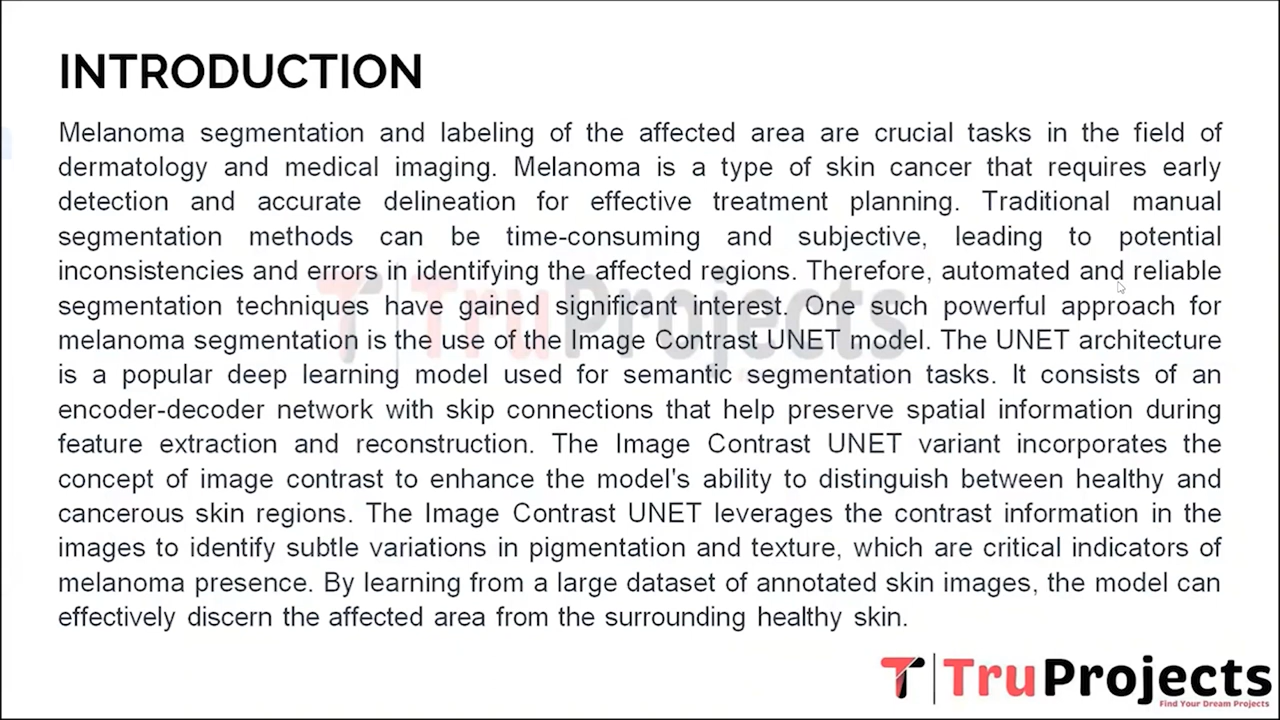 INTRODUCTION
Melanoma segmentation and labeling of the affected area are crucial tasks in the field of
dermatology and medical imaging. Melanoma is a type of skin cancer that requires early
detection and accurate delineation for effective treatment planning. Traditional manual
segmentation methods can be time-consuming and subjective, leading to potential
inconsistencies and errors in identifying the affected regions. Therefore, automated and reliable
segmentation techniques have gained significant interest. One such powerful approach for
melanoma segmentation is the use of the Image Contrast UNET model. The UNET architecture
is a popular deep learning model used for semantic segmentation tasks. It consists of an
encoder-decoder network with skip connections that help preserve spatial information during
feature extraction and reconstruction. The Image Contrast UNET variant incorporates the
concept of image contrast to enhance the model's ability to distinguish between healthy and
cancerous skin regions. The Image Contrast UNET leverages the contrast information in the
images to identify subtle variations in pigmentation and texture, which are critical indicators of
melanoma presence. By learning from a large dataset of annotated skin images, the model can
effectively discern the affected area from the surrounding healthy skin.
TruProjects
TruProjects
Find Your Dream Projects